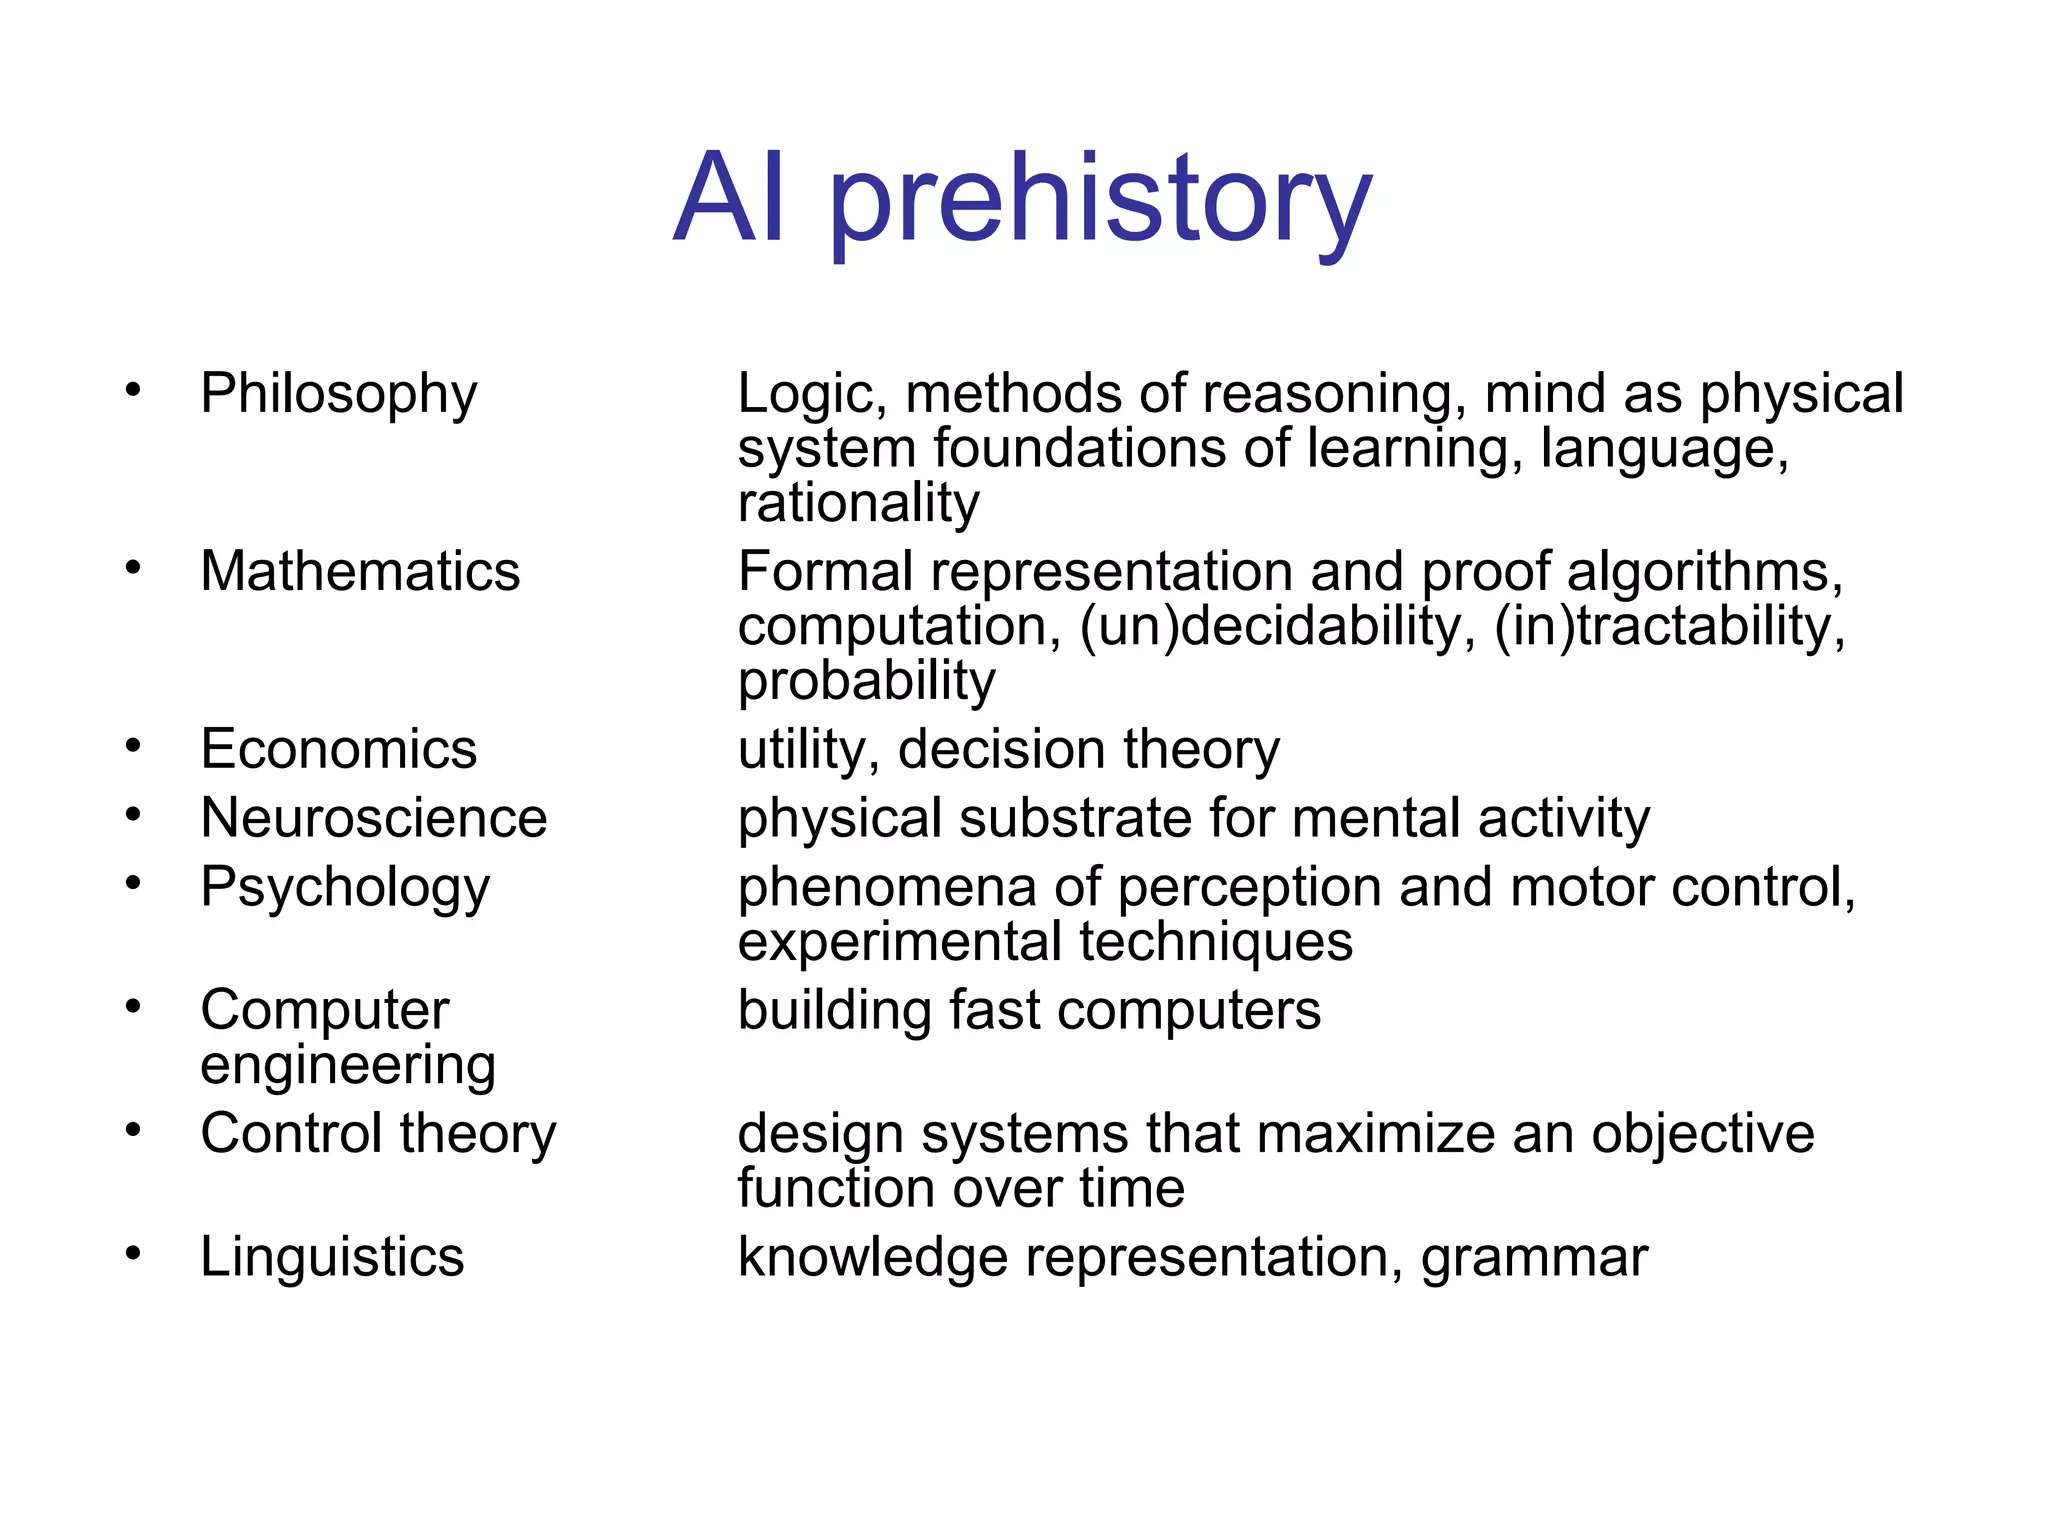 AI prehistory
• Philosophy Logic, methods of reasoning, mind as physical
system foundations of learning, language,
rationality
• Mathematics Formal representation and proof algorithms,
computation, (un)decidability, (in)tractability,
probability
• Economics utility, decision theory
• Neuroscience physical substrate for mental activity
• Psychology phenomena of perception and motor control,
experimental techniques
• Computer building fast computers
engineering
• Control theory design systems that maximize an objective
function over time
• Linguistics knowledge representation, grammar